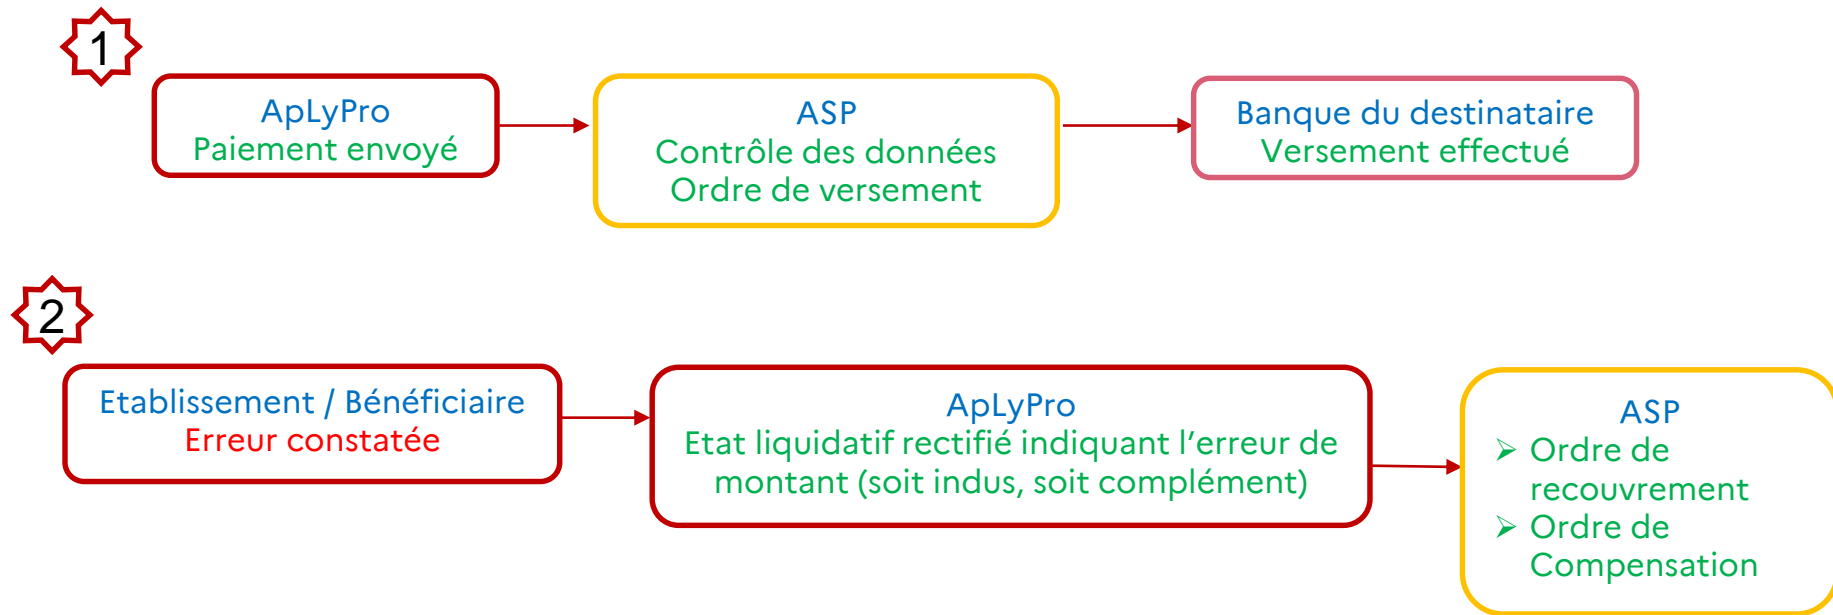 1
ApLyPro
Paiement envoyé
ASP
Contrôle des données
Ordre de versement
Banque du destinataire
Versement effectué
2
Etablissement / Bénéficiaire
Erreur constatée
ApLyPro
Etat liquidatif rectifié indiquant l’erreur de
montant (soit indus, soit complément)
ASP
➢ Ordre de
recouvrement
➢ Ordre de
Compensation